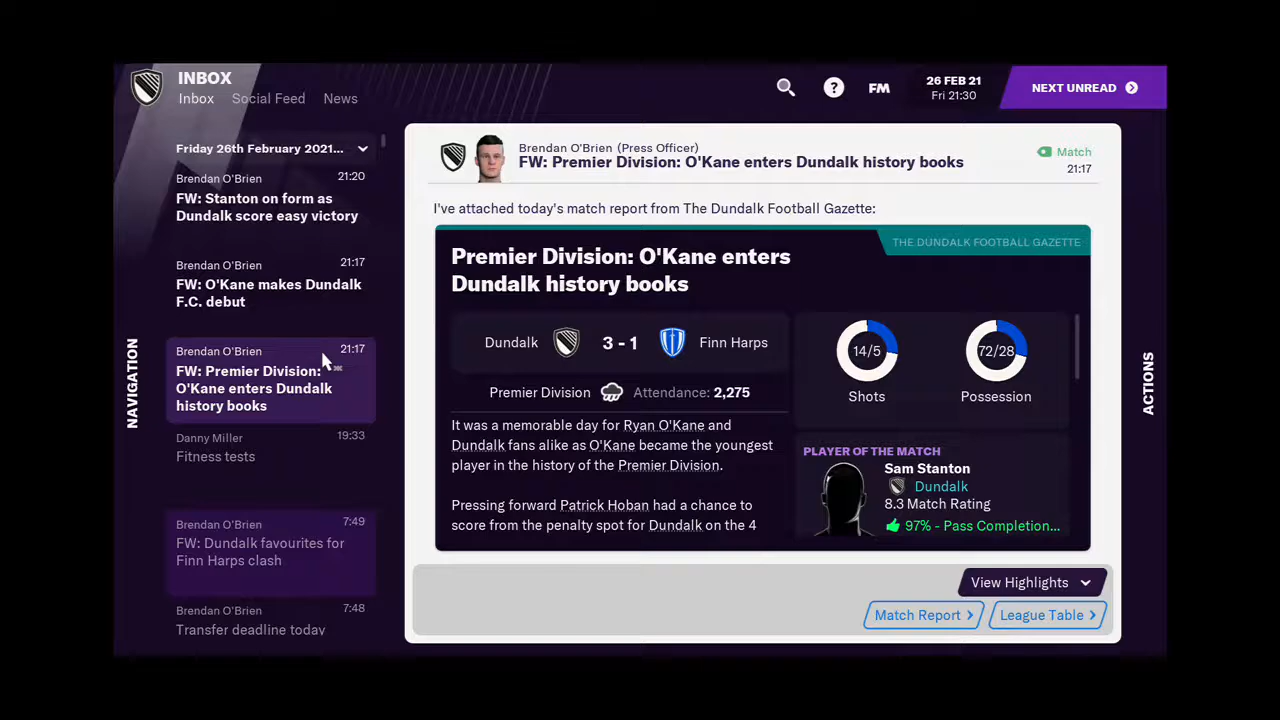 INBOX
Inbox Social Feed News
FM
26 FEB 21
Fri 21:30
NEXT UNREAD
NAVIGATION
Friday 26th February 2021...
Brendan O'Brien 21:20
FW: Stanton on form as
Dundalk score easy victory
Brendan O'Brien 21:17
FW: O'Kane makes Dundalk
F.C. debut
Brendan O'Brien 21:17
FW: Premier Division:
O'Kane enters Dundalk
history books
Danny Miller 19:33
Fitness tests
Brendan O'Brien 7:49
FW: Dundalk favourites for
Finn Harps clash
Brendan O'Brien 7:48
Transfer deadline today
Brendan O'Brien (Press Officer)
FW: Premier Division: O'Kane enters Dundalk history books
Match
21:17
I've attached today's match report from The Dundalk Football Gazette:
THE DUNDALK FOOTBALL GAZETTE
Premier Division: O'Kane enters
Dundalk history books
Dundalk 3 - 1 Finn Harps
Premier Division Attendance: 2,275
It was a memorable day for Ryan O'Kane and
Dundalk fans alike as O'Kane became the youngest
player in the history of the Premier Division.
Pressing forward Patrick Hoban had a chance to
score from the penalty spot for Dundalk on the 4
14/5
Shots
72/28
Possession
PLAYER OF THE MATCH
Sam Stanton
Dundalk
8.3 Match Rating
97% - Pass Completion...
View Highlights
Match Report
League Table
ACTIONS